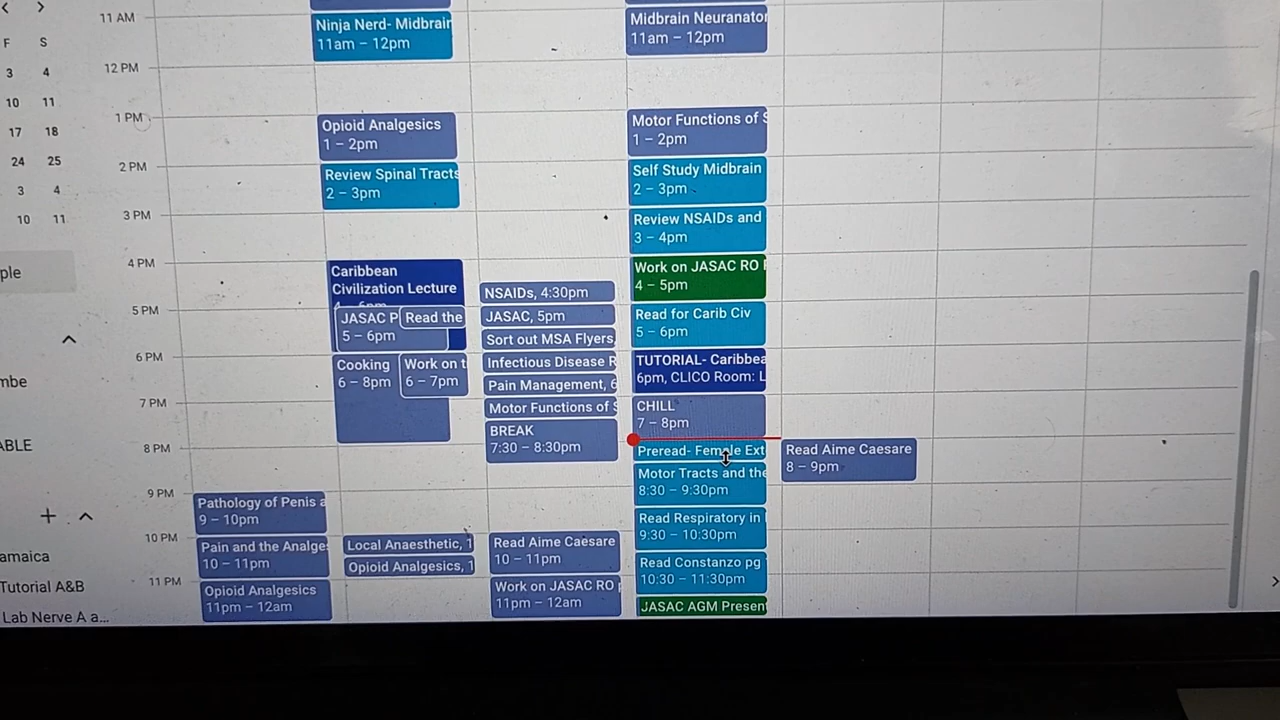 F S
3 4
10 11
17 18
24 25
3 4
10 11
ple
mbe
ABLE
amaica
Tutorial A&B
Lab Nerve A a...
11 AM
12 PM
1 PM
2 PM
3 PM
4 PM
5 PM
6 PM
7 PM
8 PM
9 PM
10 PM
11 PM
Pathology of Penis a
9 – 10pm
Pain and the Analge
10 – 11pm
Opioid Analgesics
11pm – 12am
Ninja Nerd- Midbrain
11am – 12pm
Opioid Analgesics
1 – 2pm
Review Spinal Tracts
2 – 3pm
Caribbean
Civilization Lecture
4 – 6pm
JASAC P
5 – 6pm
Read the
Cooking
6 – 8pm
Work on t
6 – 7pm
Local Anaesthetic, 1
Opioid Analgesics, 1
NSAIDs, 4:30pm
JASAC, 5pm
Sort out MSA Flyers,
Infectious Disease R
Pain Management, 6
Motor Functions of S
BREAK
7:30 – 8:30pm
Read Aime Caesare
10 – 11pm
Work on JASAC RO
11pm – 12am
Midbrain Neuranator
11am – 12pm
Motor Functions of S
1 – 2pm
Self Study Midbrain
2 – 3pm
Review NSAIDs and
3 – 4pm
Work on JASAC RO
4 – 5pm
Read for Carib Civ
5 – 6pm
TUTORIAL- Caribbea
6pm, CLICO Room: L
CHILL
7 – 8pm
Preread- Female Ext
Motor Tracts and the
8:30 – 9:30pm
Read Respiratory in
9:30 – 10:30pm
Read Constanzo pg
10:30 – 11:30pm
JASAC AGM Presen
Read Aime Caesare
8 – 9pm